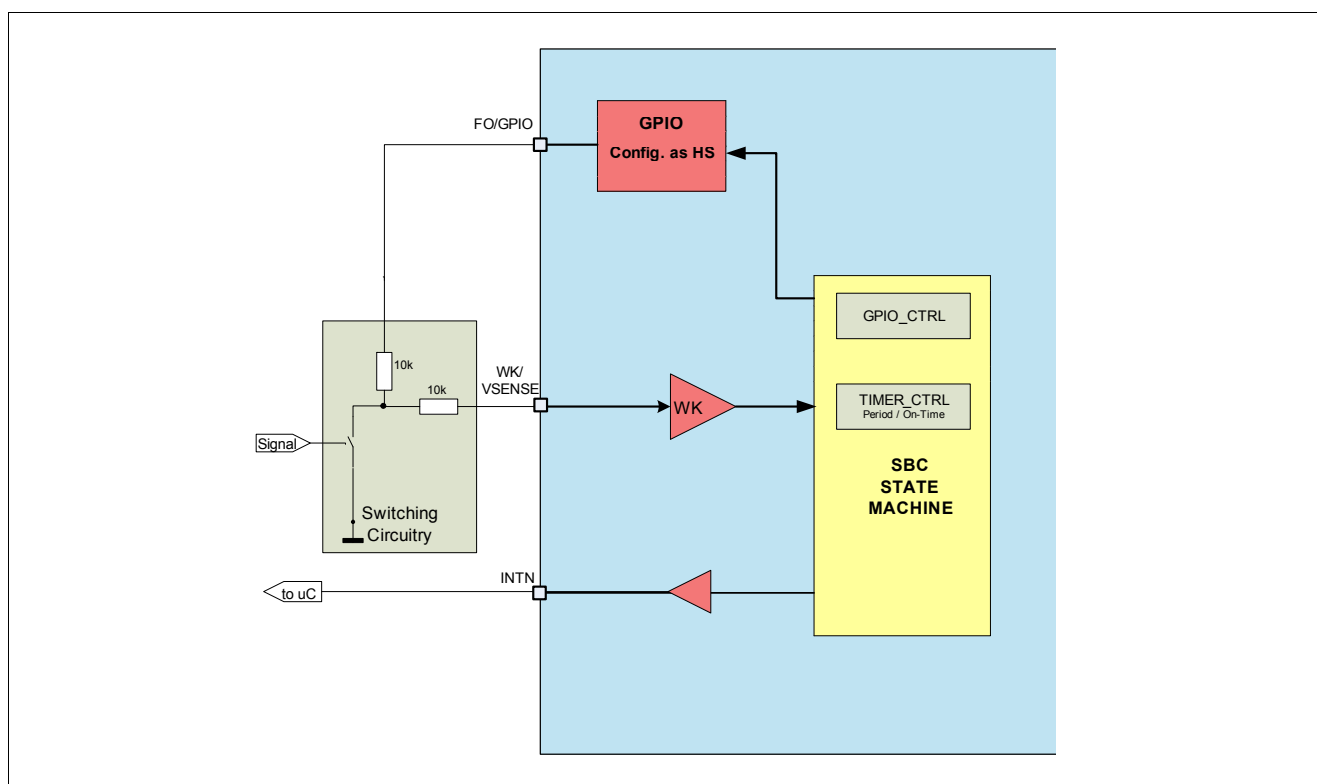 FO/GPIO
GPIO
Config. as HS
GPIO_CTRL
10k
10k
WK/
VSENSE
WK
TIMER_CTRL
Period / On-Time
Signal
SBC
STATE
MACHINE
Switching
Circuitry
INTN
to uC